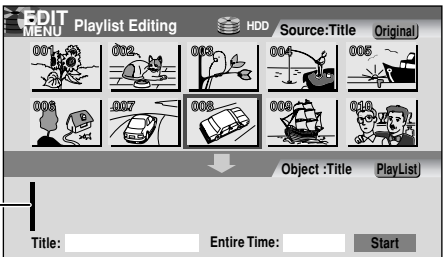 EDIT
MENU Playlist Editing HDD Source:Title Original
001 002 003 004 005
006 007 008 009 010
Object :Title PlayList
Title: Entire Time: Start